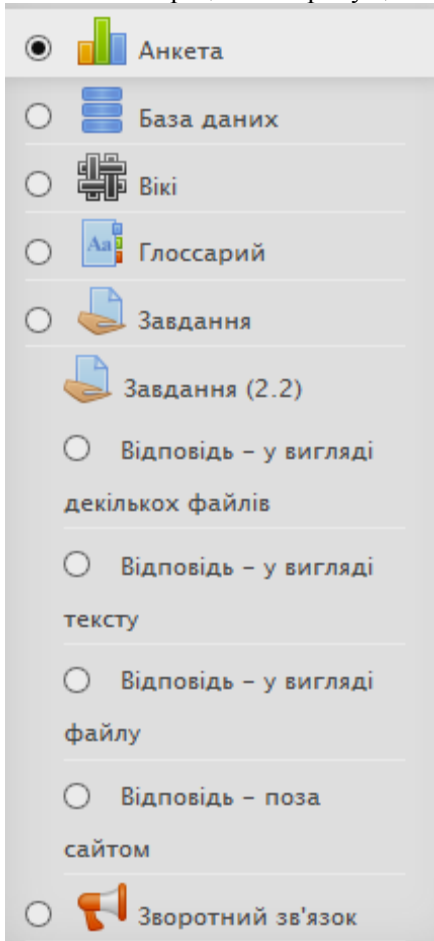 Анкета
База даних
Вікі
Aa
Глоссарий
Завдання
Завдання (2.2)
Відповідь – у вигляді
декількох файлів
Відповідь – у вигляді
тексту
Відповідь – у вигляді
файлу
Відповідь – поза
сайтом
Зворотний зв'язок